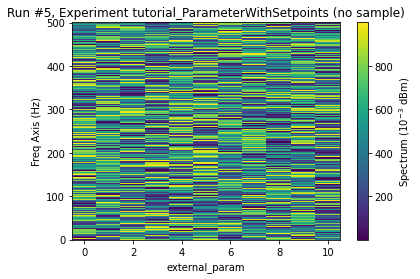 Run #5, Experiment tutorial_ParameterWithSetpoints (no sample)
500
400
300
200
100
0
Freq Axis (Hz)
0 2 4 6 8 10
external_param
800
600
400
200
Spectrum (10⁻³ dBm)